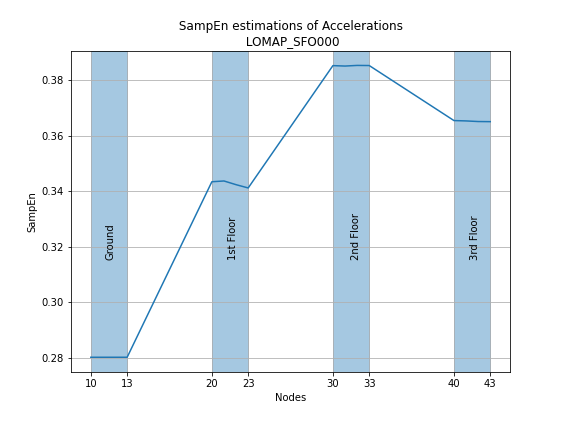 SampEn estimations of Accelerations
LOMAP_SFO000
SampEn
0.38
0.36
0.34
0.32
0.30
0.28
Ground
1st Floor
2nd Floor
3rd Floor
10 13 20 23 30 33 40 43
Nodes